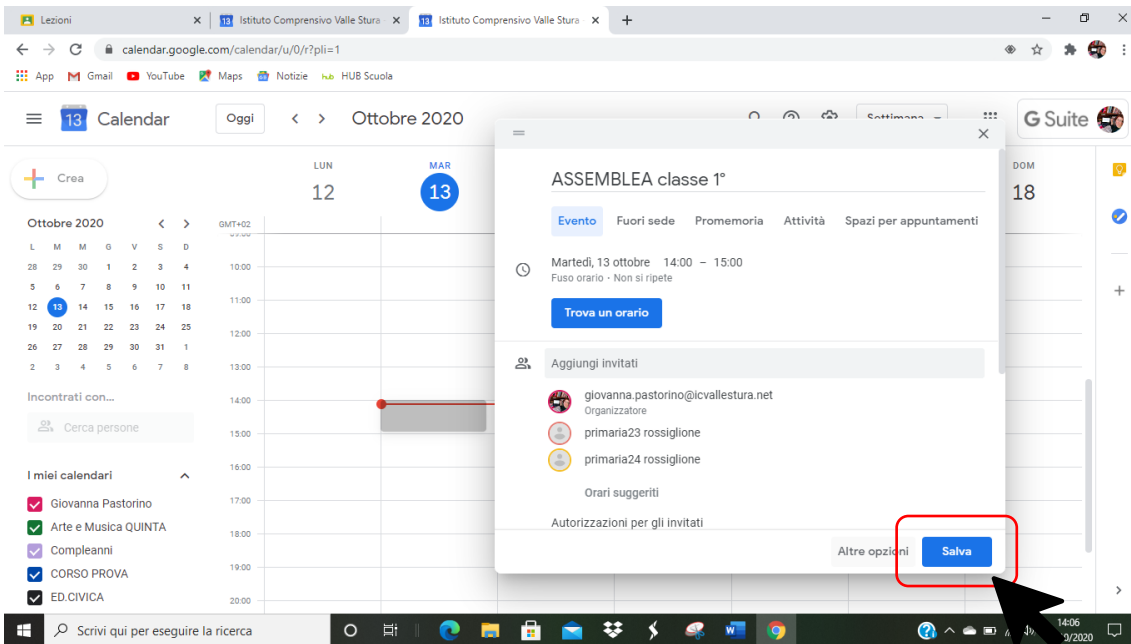 Lezioni
Istituto Comprensivo Valle Stura
Istituto Comprensivo Valle Stura
calendar.google.com/calendar/u/0/r?pli=1
App Gmail YouTube Maps Notizie hub HUB Scuola
13 Calendar Oggi Ottobre 2020 Settimana G Suite
Crea
Ottobre 2020
L M M G V S D
28 29 30 1 2 3 4
5 6 7 8 9 10 11
12 13 14 15 16 17 18
19 20 21 22 23 24 25
26 27 28 29 30 31 1
2 3 4 5 6 7 8
Incontrati con...
Cerca persone
I miei calendari
Giovanna Pastorino
Arte e Musica QUINTA
Compleanni
CORSO PROVA
ED.CIVICA
LUN MAR DOM
12 13 18
GMT+02
09:00
10:00
11:00
12:00
13:00
14:00
15:00
16:00
17:00
18:00
19:00
20:00
ASSEMBLEA classe 1°
Evento Fuori sede Promemoria Attività Spazi per appuntamenti
Martedì, 13 ottobre 14:00 – 15:00
Fuso orario · Non si ripete
Trova un orario
Aggiungi invitati
giovanna.pastorino@icvallestura.net
Organizzatore
primaria23 rossiglione
primaria24 rossiglione
Orari suggeriti
Autorizzazioni per gli invitati
Altre opzioni Salva
Scrivi qui per eseguire la ricerca
14:06